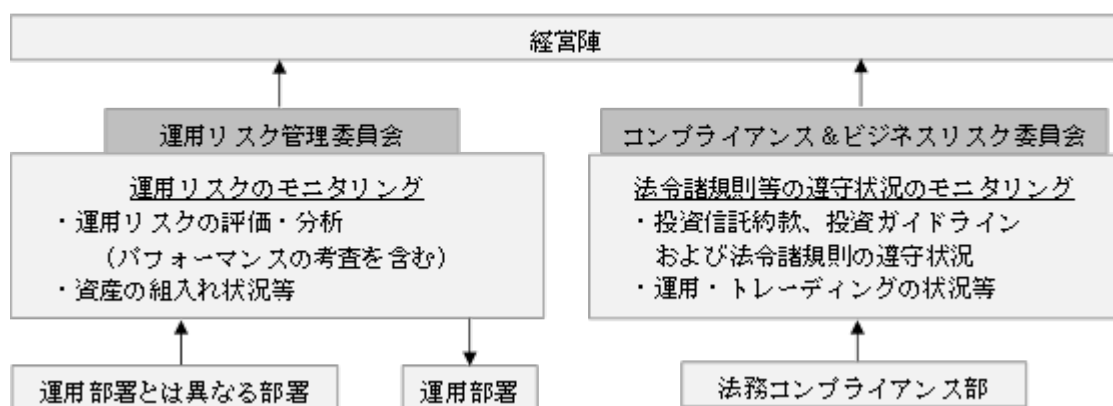 経営陣
運用リスク管理委員会
運用リスクのモニタリング
・運用リスクの評価・分析
（パフォーマンスの考査を含む）
・資産の組入れ状況等
運用部署とは異なる部署
運用部署
コンプライアンス＆ビジネスリスク委員会
法令諸規則等の遵守状況のモニタリング
・投資信託約款、投資ガイドライン
および法令諸規則の遵守状況
・運用・トレーディングの状況等
法務コンプライアンス部